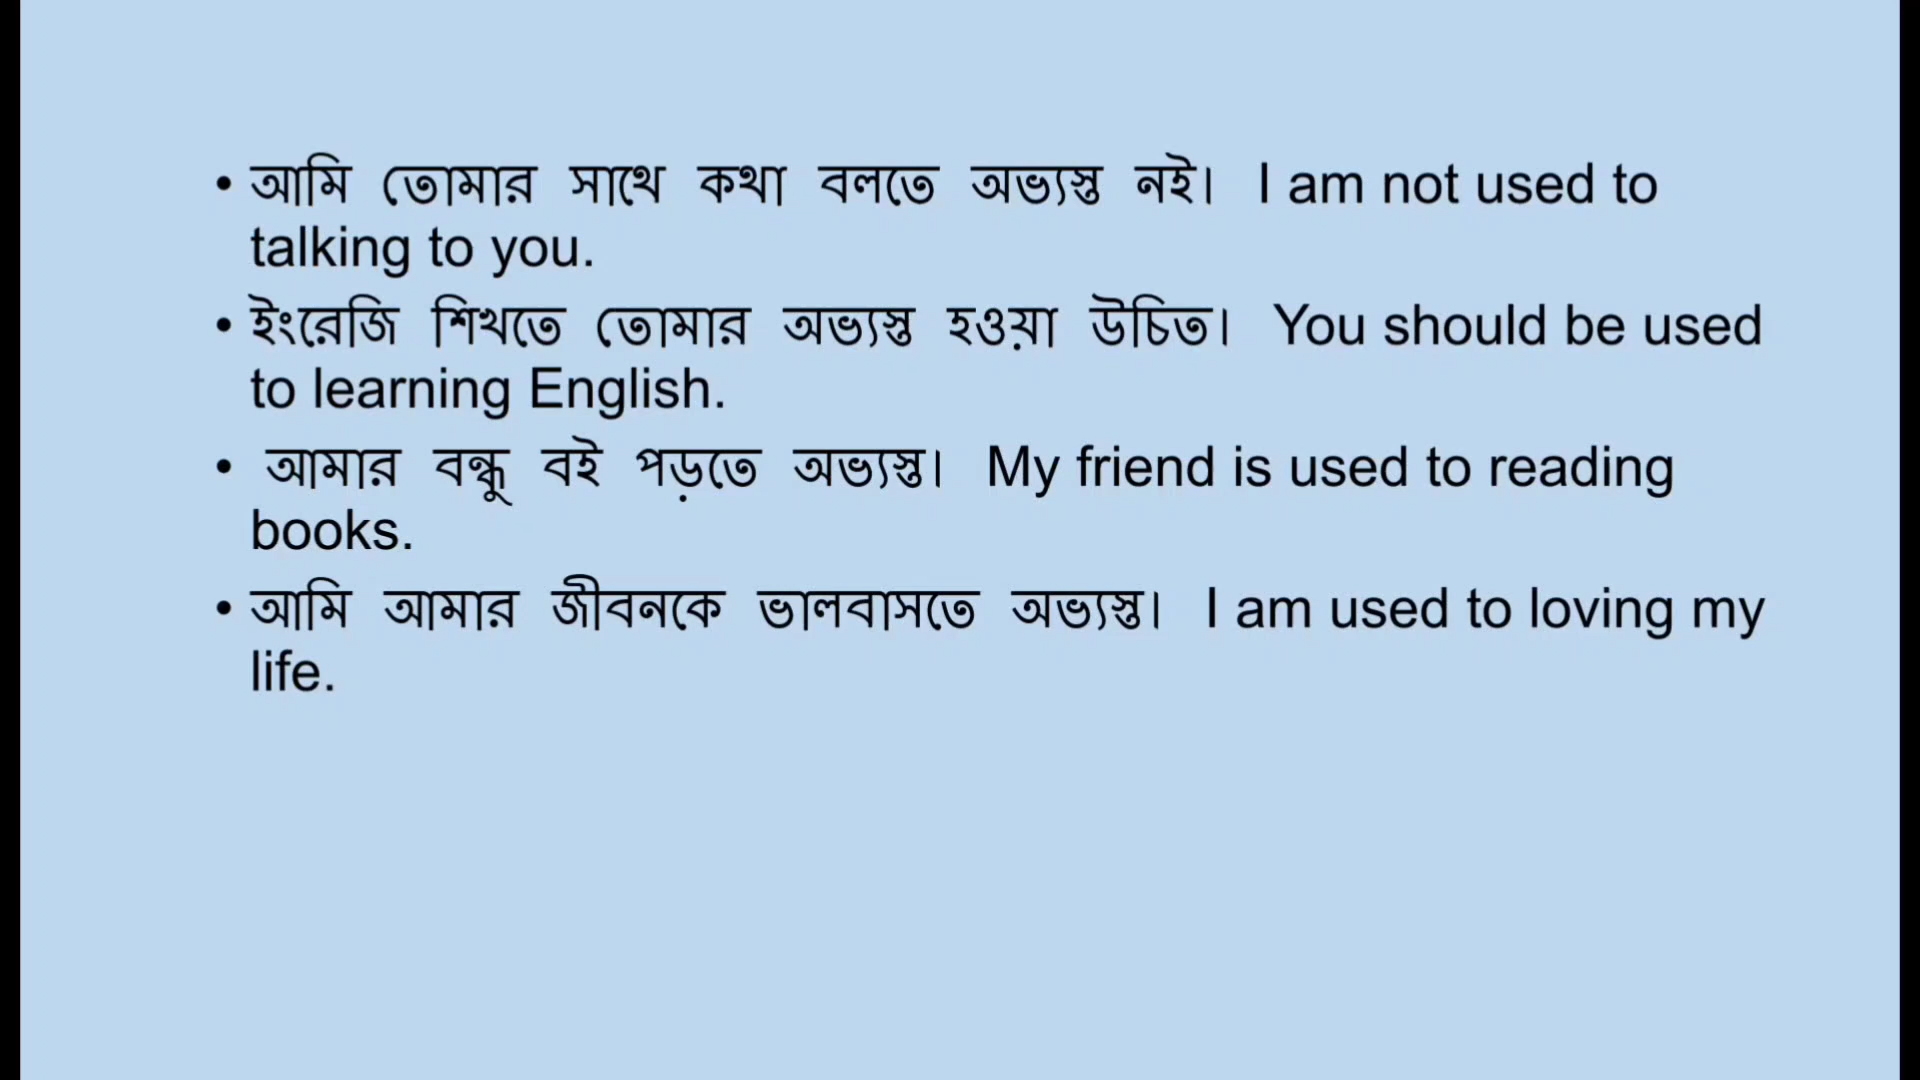 • আমি তোমার সাথে কথা বলতে অভ্যস্ত নই। I am not used to
talking to you.
• ইংরেজি শিখতে তোমার অভ্যস্ত হওয়া উচিত। You should be used
to learning English.
• আমার বন্ধু বই পড়তে অভ্যস্ত। My friend is used to reading
books.
• আমি আমার জীবনকে ভালবাসতে অভ্যস্ত। I am used to loving my
life.